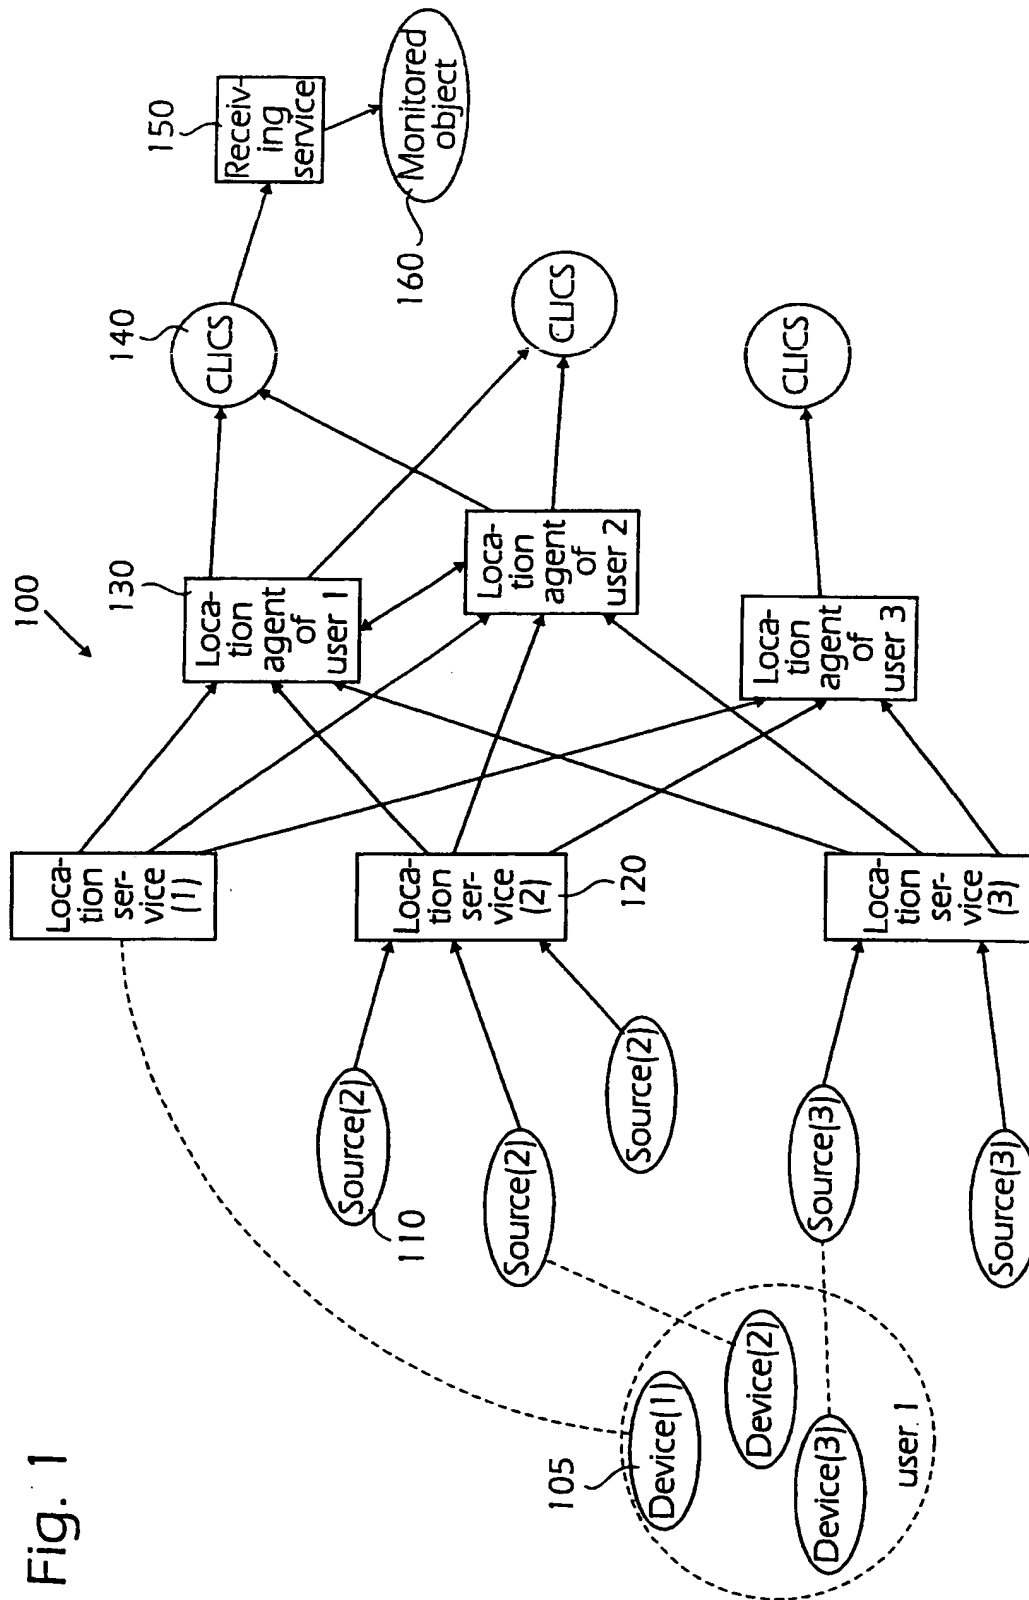 Fig. 1
100
105
Device(1)
Device(2)
Device(3)
user 1
Source(2)
110
Source(2)
Source(2)
Source(3)
Source(3)
Loca-
tion
ser-
vice
(1)
Loca-
tion
ser-
vice
(2)
120
Loca-
tion
ser-
vice
(3)
130
Loca-
tion
agent
of
user 1
Loca-
tion
agent
of
user 2
Loca-
tion
agent
of
user 3
140
CLICS
CLICS
CLICS
150
Receiv-
ing
service
160
Monitored
object